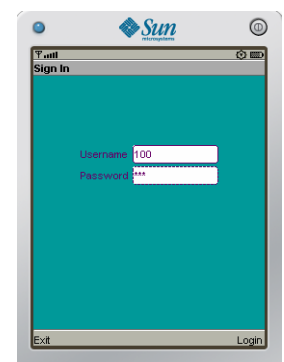 Sun
microsystems
Sign In
Username 100
Password ***
Exit Login